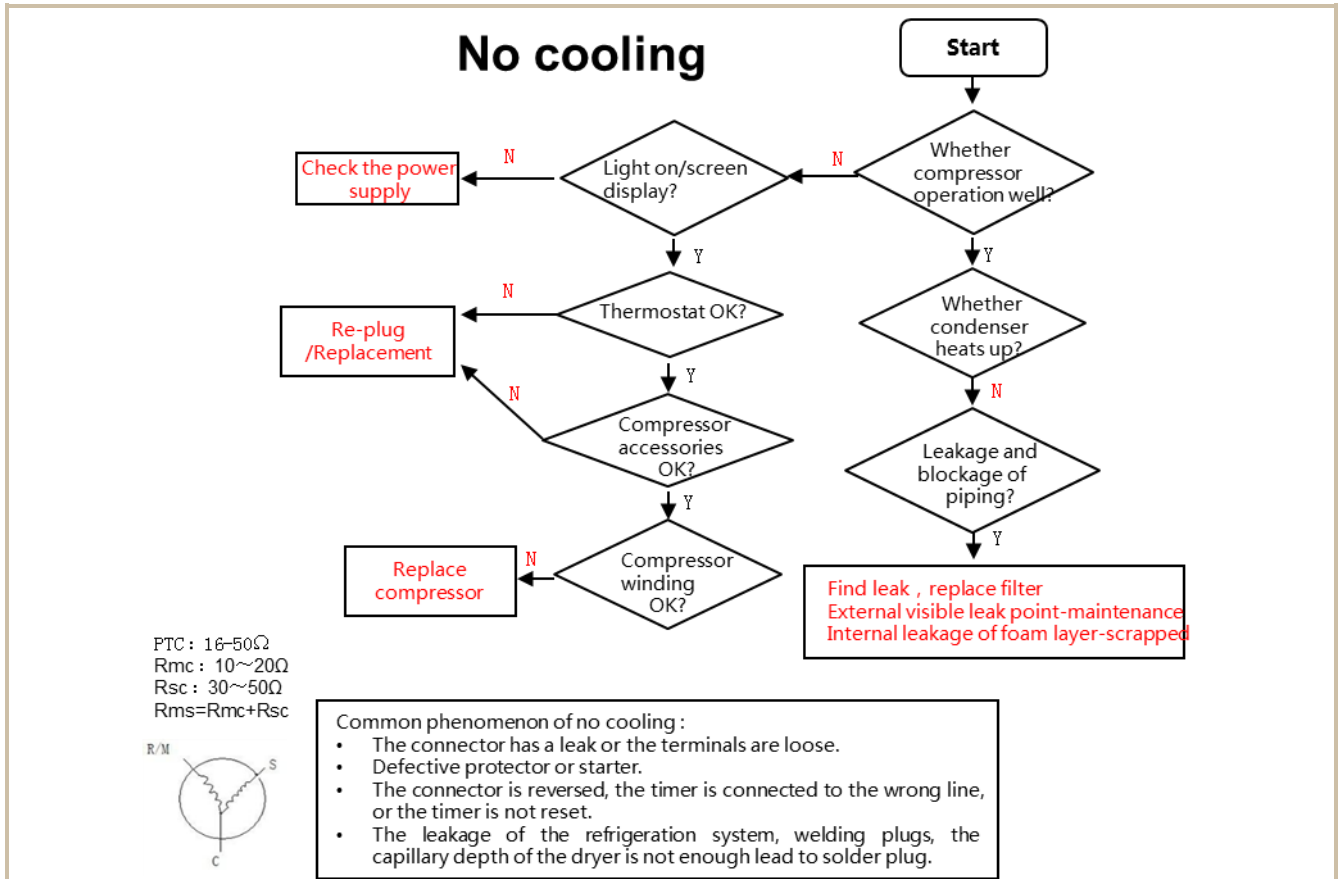 No cooling
Start
Whether
compressor
operation well?
N
Light on/screen
display?
N
Check the power
supply
Y
Y
Thermostat OK?
N
Re-plug
/Replacement
Whether
condenser
heats up?
Y
N
N
Compressor
accessories
OK?
Leakage and
blockage of
piping?
Y
Y
Compressor
winding
OK?
N
Replace
compressor
Find leak , replace filter
External visible leak point-maintenance
Internal leakage of foam layer-scrapped
PTC: 16-50Ω
Rmc : 10～20Ω
Rsc : 30～50Ω
Rms=Rmc+Rsc
R/M
S
C
Common phenomenon of no cooling :
• The connector has a leak or the terminals are loose.
• Defective protector or starter.
• The connector is reversed, the timer is connected to the wrong line,
or the timer is not reset.
• The leakage of the refrigeration system, welding plugs, the
capillary depth of the dryer is not enough lead to solder plug.